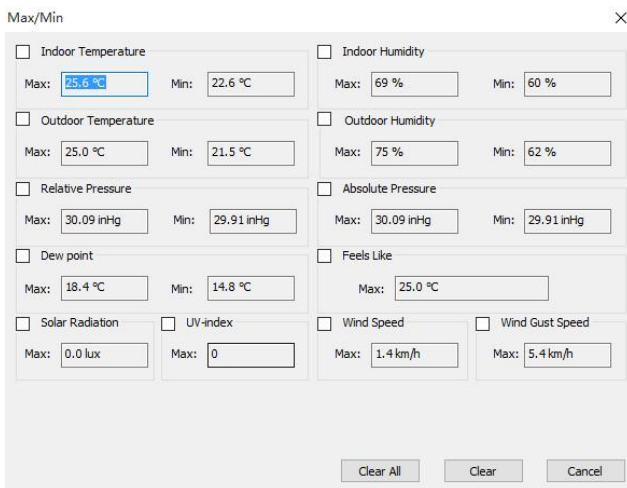 Max/Min
Indoor Temperature
Max: 25.6 ℃ Min: 22.6 ℃
Indoor Humidity
Max: 69 % Min: 60 %
Outdoor Temperature
Max: 25.0 ℃ Min: 21.5 ℃
Outdoor Humidity
Max: 75 % Min: 62 %
Relative Pressure
Max: 30.09 inHg Min: 29.91 inHg
Absolute Pressure
Max: 30.09 inHg Min: 29.91 inHg
Dew point
Max: 18.4 ℃ Min: 14.8 ℃
Feels Like
Max: 25.0 ℃
Solar Radiation
Max: 0.0 lux
UV-index
Max: 0
Wind Speed
Max: 1.4 km/h
Wind Gust Speed
Max: 5.4 km/h
Clear All Clear Cancel